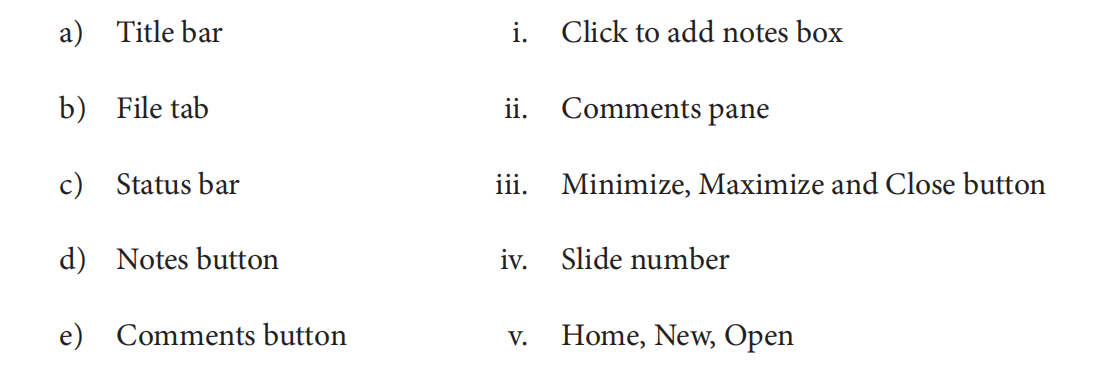 a) Title bar i. Click to add notes box
b) File tab ii. Comments pane
c) Status bar iii. Minimize, Maximize and Close button
d) Notes button iv. Slide number
e) Comments button v. Home, New, Open